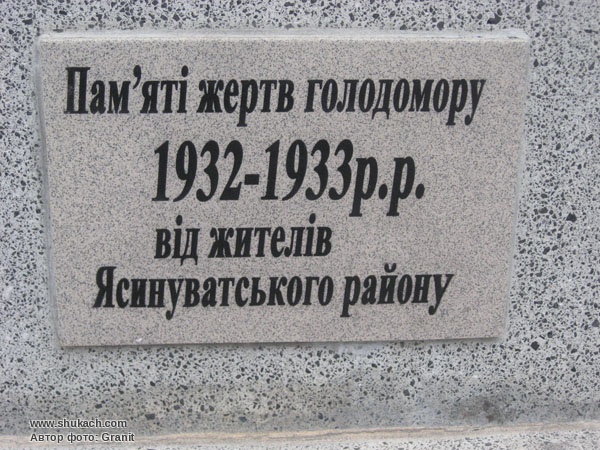 Пам'яті жертв голодомору
1932-1933р.р.
від жителів
Ясинуватського району
www.shukach.com
Автор фото: Granit